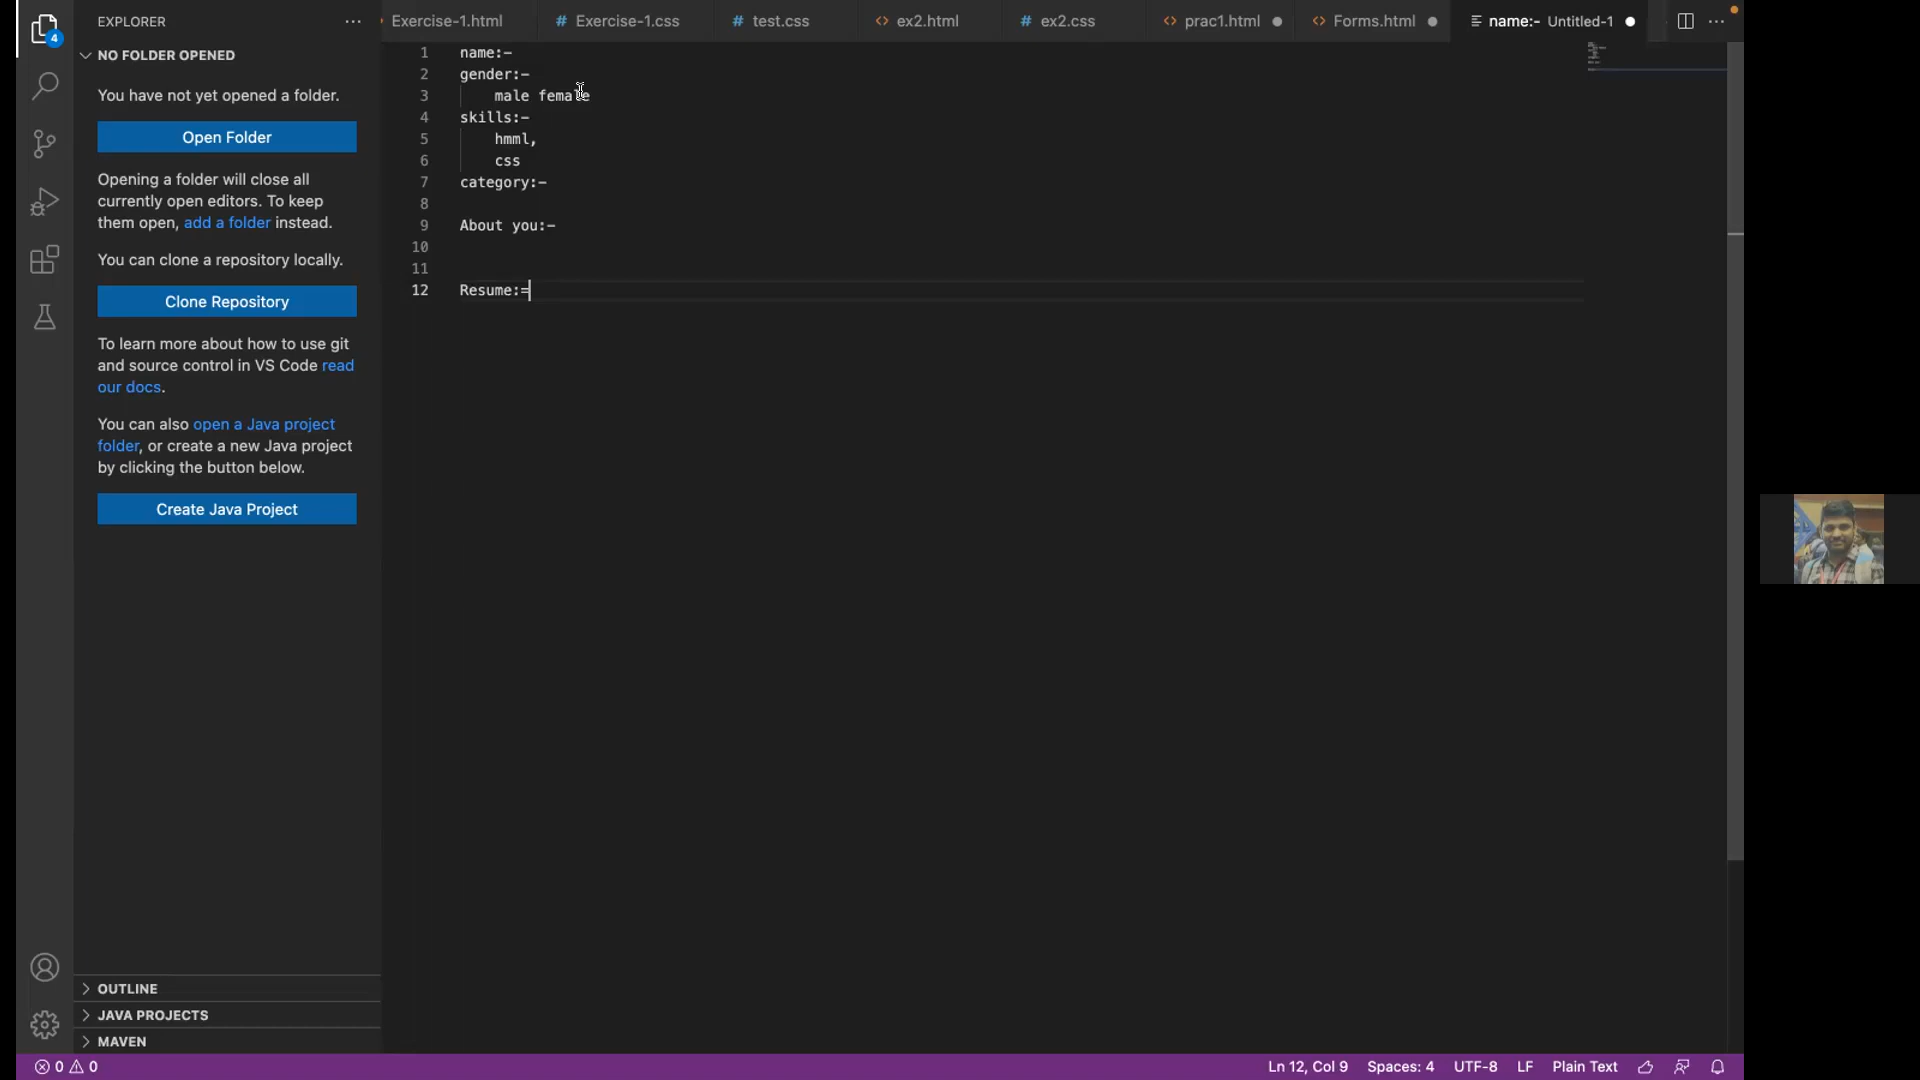 4
EXPLORER
NO FOLDER OPENED
You have not yet opened a folder.
Open Folder
Opening a folder will close all
currently open editors. To keep
them open, add a folder instead.
You can clone a repository locally.
Clone Repository
To learn more about how to use git
and source control in VS Code read
our docs.
You can also open a Java project
folder, or create a new Java project
by clicking the button below.
Create Java Project
OUTLINE
JAVA PROJECTS
MAVEN
Exercise-1.html # Exercise-1.css # test.css <> ex2.html # ex2.css <> prac1.html <> Forms.html name:- Untitled-1
1 name:-
2 gender:-
3 male female
4 skills:-
5 hmml,
6 css
7 category:-
8
9 About you:-
10
11
12 Resume:=
0 0
Ln 12, Col 9 Spaces: 4 UTF-8 LF Plain Text